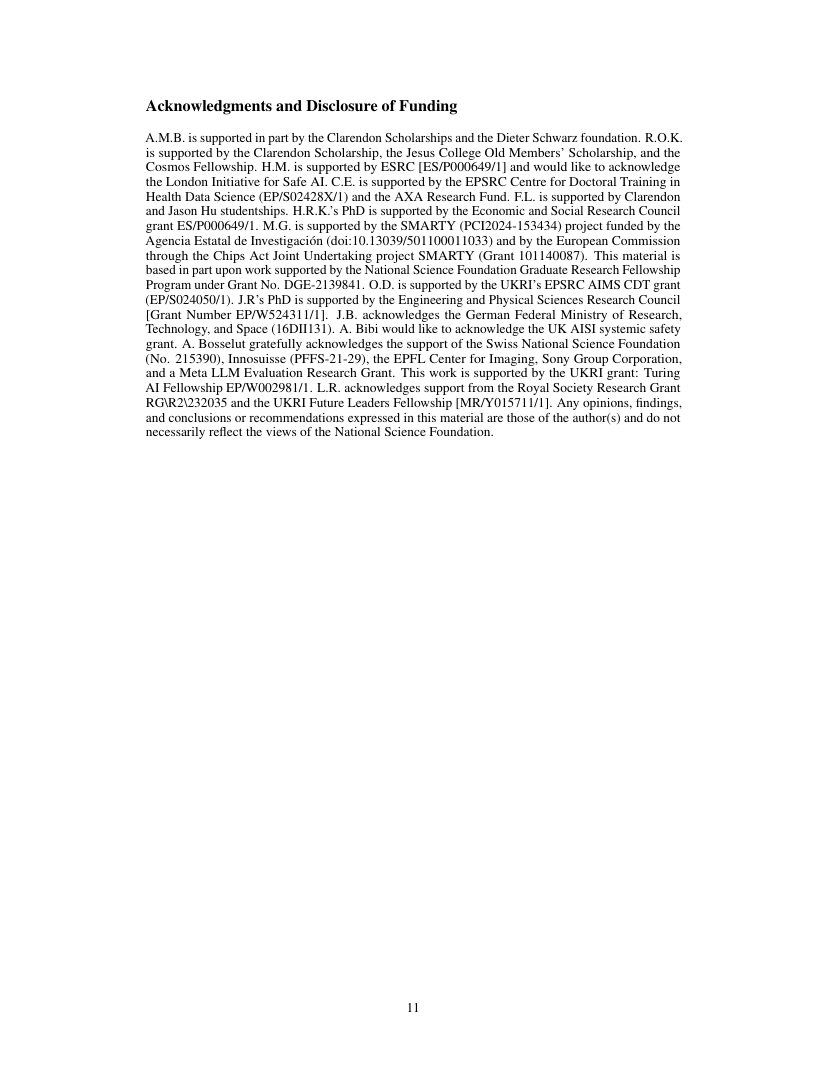 Acknowledgments and Disclosure of Funding
A.M.B. is supported in part by the Clarendon Scholarships and the Dieter Schwarz foundation. R.O.K.
is supported by the Clarendon Scholarship, the Jesus College Old Members' Scholarship, and the
Cosmos Fellowship. H.M. is supported by ESRC [ES/P000649/1] and would like to acknowledge
the London Initiative for Safe AI. C.E. is supported by the EPSRC Centre for Doctoral Training in
Health Data Science (EP/S02428X/1) and the AXA Research Fund. F.L. is supported by Clarendon
and Jason Hu studentships. H.R.K.'s PhD is supported by the Economic and Social Research Council
grant ES/P000649/1. M.G. is supported by the SMARTY (PCI2024-153434) project funded by the
Agencia Estatal de Investigación (doi:10.13039/501100011033) and by the European Commission
through the Chips Act Joint Undertaking project SMARTY (Grant 101140087). This material is
based in part upon work supported by the National Science Foundation Graduate Research Fellowship
Program under Grant No. DGE-2139841. O.D. is supported by the UKRI's EPSRC AIMS CDT grant
(EP/S024050/1). J.R's PhD is supported by the Engineering and Physical Sciences Research Council
[Grant Number EP/W524311/1]. J.B. acknowledges the German Federal Ministry of Research,
Technology, and Space (16DII131). A. Bibi would like to acknowledge the UK AISI systemic safety
grant. A. Bosselut gratefully acknowledges the support of the Swiss National Science Foundation
(No. 215390), Innosuisse (PFFS-21-29), the EPFL Center for Imaging, Sony Group Corporation,
and a Meta LLM Evaluation Research Grant. This work is supported by the UKRI grant: Turing
AI Fellowship EP/W002981/1. L.R. acknowledges support from the Royal Society Research Grant
RG\R2\232035 and the UKRI Future Leaders Fellowship [MR/Y015711/1]. Any opinions, findings,
and conclusions or recommendations expressed in this material are those of the author(s) and do not
necessarily reflect the views of the National Science Foundation.
11